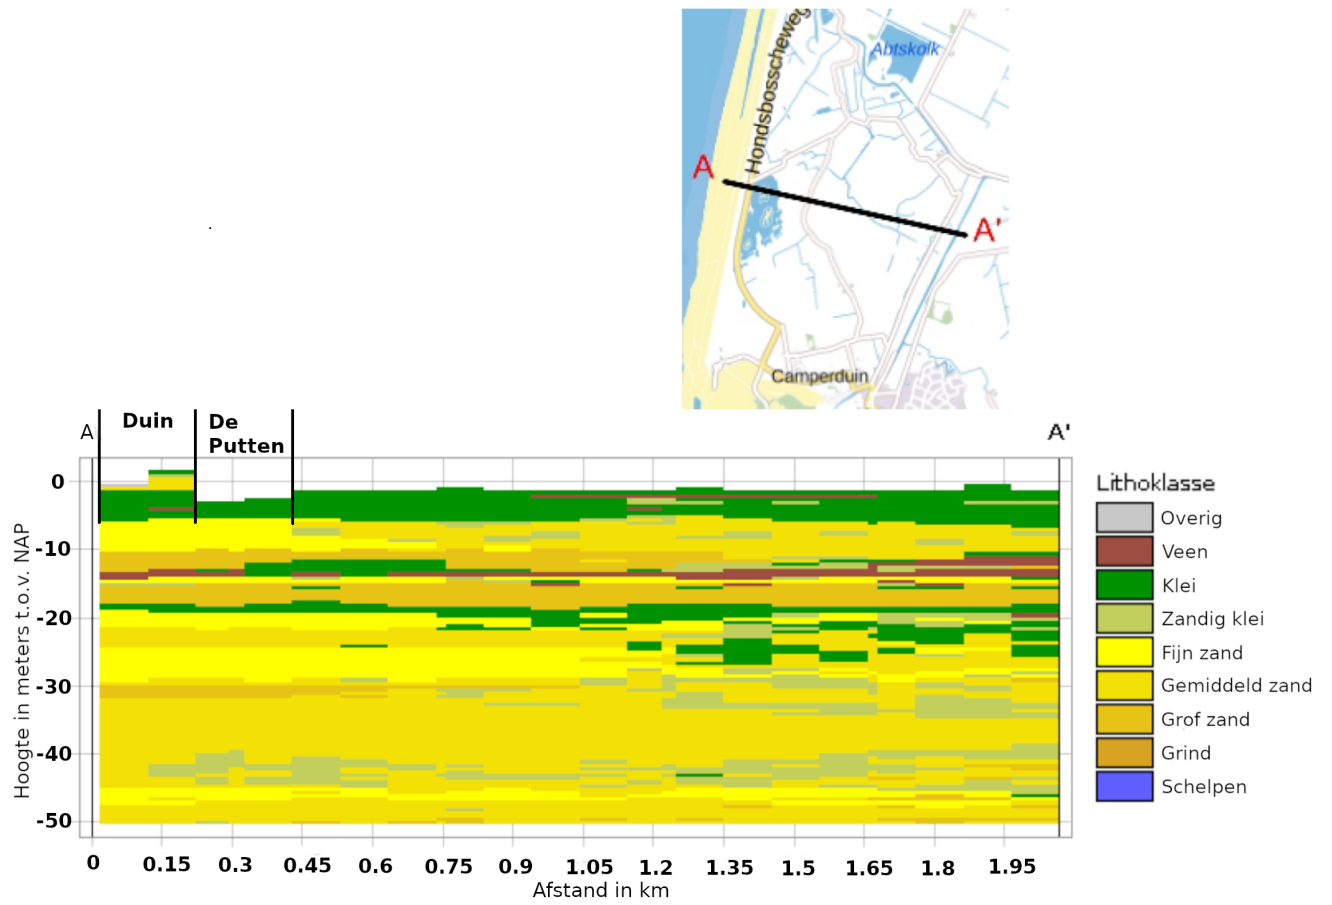 Abtskolk
Hondsbosscheweg
A
A'
Camperduin
Duin
De
Putten
A
A'
0
-10
-20
-30
-40
-50
Hoogte in meters t.o.v. NAP
0 0.15 0.3 0.45 0.6 0.75 0.9 1.05 1.2 1.35 1.5 1.65 1.8 1.95
Afstand in km
Lithoklasse
Overig
Veen
Klei
Zandig klei
Fijn zand
Gemiddeld zand
Grof zand
Grind
Schelpen